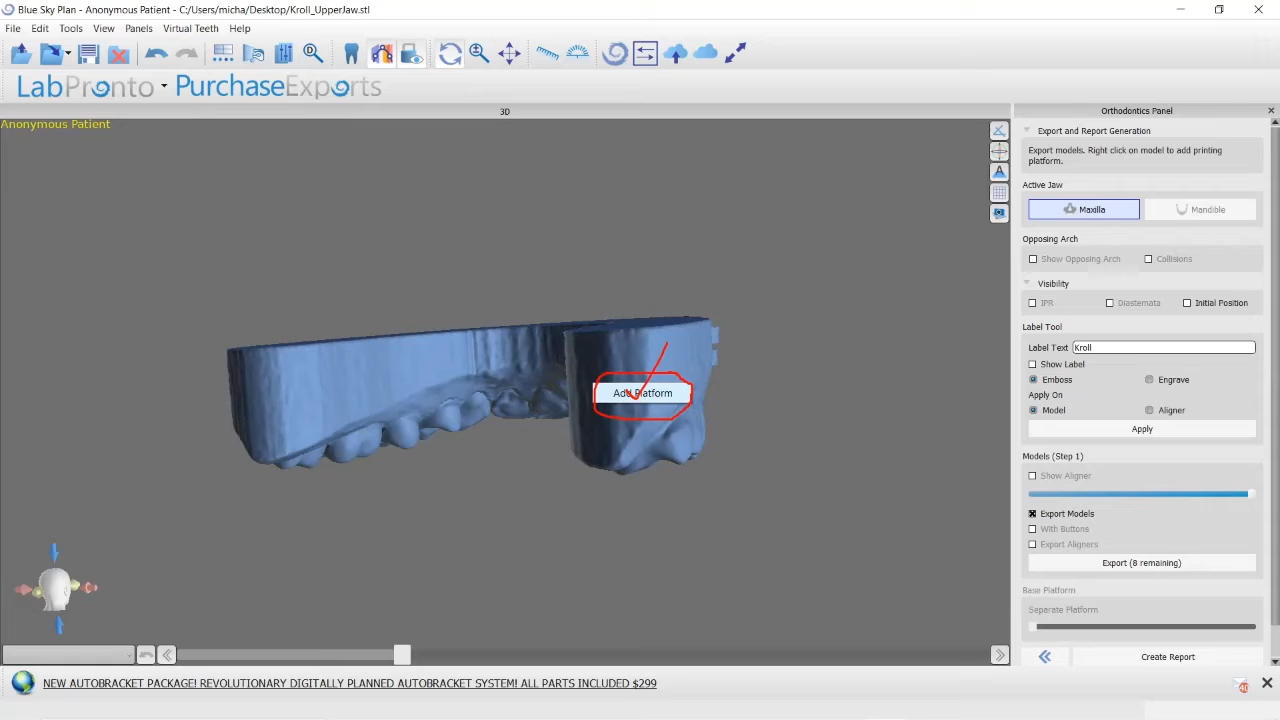 Blue Sky Plan - Anonymous Patient - C:/Users/micha/Desktop/Kroll_UpperJaw.stl
File Edit Tools View Panels Virtual Teeth Help
LabPronto PurchaseExports
3D
Anonymous Patient
Add Platform
Orthodontics Panel
Export and Report Generation
Export models. Right click on model to add printing
platform.
Active Jaw
Maxilla Mandible
Opposing Arch
Show Opposing Arch Collisions
Visibility
IPR Diastemata Initial Position
Label Tool
Label Text Kroll
Show Label
Emboss Engrave
Apply On
Model Aligner
Apply
Models (Step 1)
Show Aligner
Export Models
With Buttons
Export Aligners
Export (8 remaining)
Base Platform
Separate Platform
Create Report
NEW AUTOBRACKET PACKAGE! REVOLUTIONARY DIGITALLY PLANNED AUTOBRACKET SYSTEM! ALL PARTS INCLUDED $299